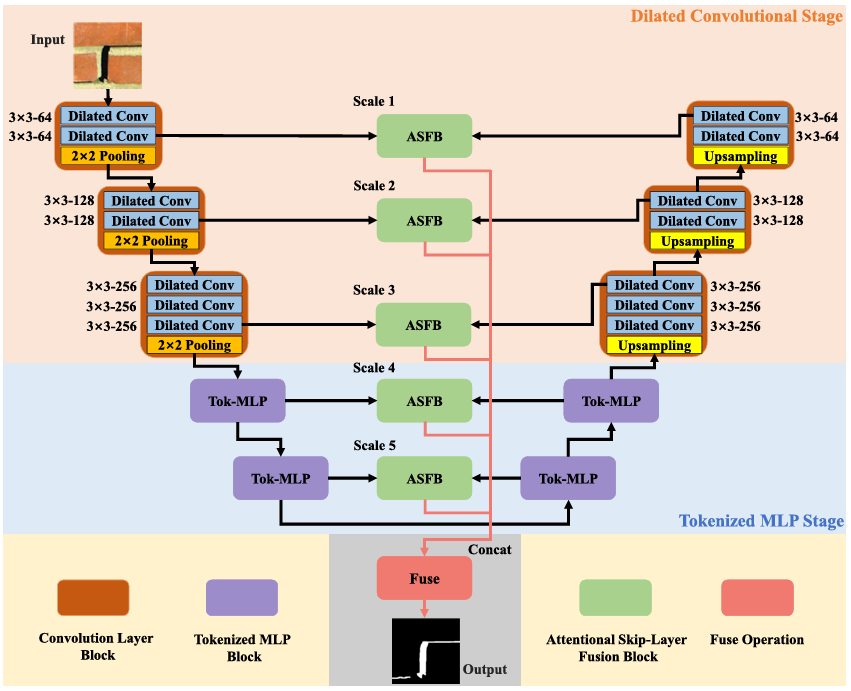 Dilated Convolutional Stage
Input
Scale 1
3×3-64
Dilated Conv
3×3-64
Dilated Conv
2×2 Pooling
ASFB
Dilated Conv
3×3-64
Dilated Conv
3×3-64
Upsampling
Scale 2
3×3-128
Dilated Conv
3×3-128
Dilated Conv
2×2 Pooling
ASFB
Dilated Conv
3×3-128
Dilated Conv
3×3-128
Upsampling
Scale 3
3×3-256
Dilated Conv
3×3-256
Dilated Conv
3×3-256
Dilated Conv
2×2 Pooling
ASFB
Dilated Conv
3×3-256
Dilated Conv
3×3-256
Dilated Conv
3×3-256
Upsampling
Scale 4
Tok-MLP
ASFB
Tok-MLP
Scale 5
Tok-MLP
ASFB
Tok-MLP
Tokenized MLP Stage
Concat
Fuse
Output
Convolution Layer
Block
Tokenized MLP
Block
Attentional Skip-Layer
Fusion Block
Fuse Operation